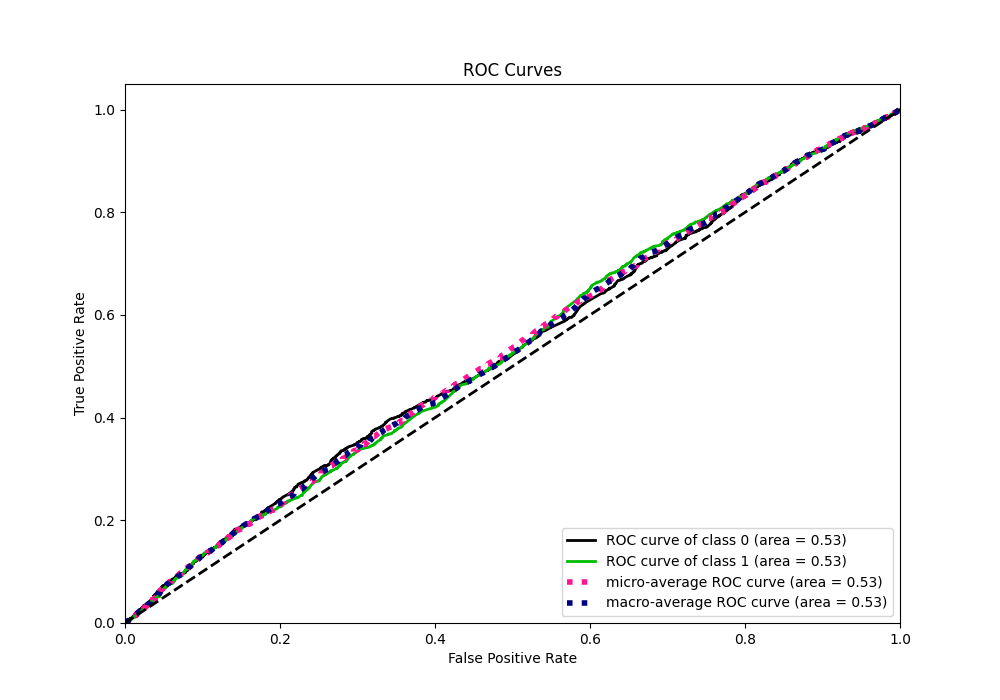 ROC Curves
True Positive Rate
1.0
0.8
0.6
0.4
0.2
0.0
0.0 0.2 0.4 0.6 0.8 1.0
False Positive Rate
ROC curve of class 0 (area = 0.53)
ROC curve of class 1 (area = 0.53)
micro-average ROC curve (area = 0.53)
macro-average ROC curve (area = 0.53)